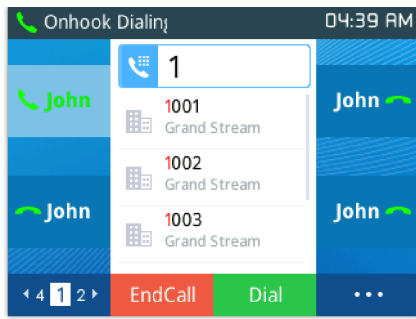 Onhook Dialing
04:39 AM
1
John
John
1001
Grand Stream
1002
Grand Stream
John
John
1003
Grand Stream
4 1 2
EndCall
Dial
...